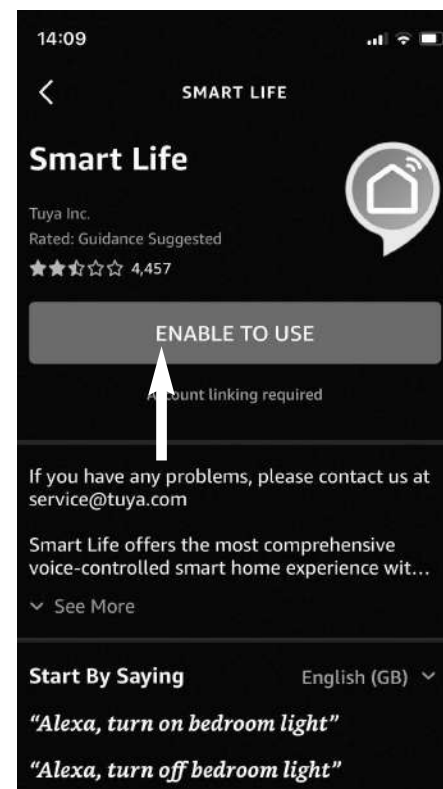 14:09
SMART LIFE
Smart Life
Tuya Inc.
Rated: Guidance Suggested
4,457
ENABLE TO USE
Account linking required
If you have any problems, please contact us at
service@tuya.com
Smart Life offers the most comprehensive
voice-controlled smart home experience wit...
See More
Start By Saying English (GB)
“Alexa, turn on bedroom light”
“Alexa, turn off bedroom light”